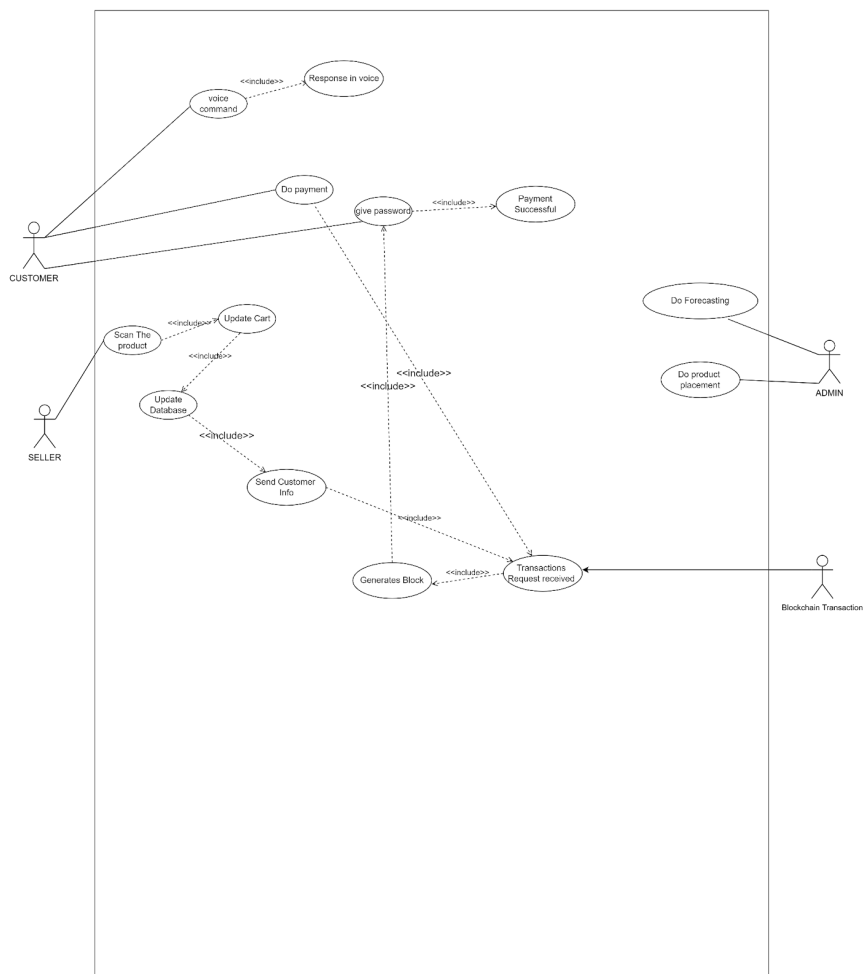 Response in voice
<<include>>
voice
command
Do payment
Payment
Successful
<<include>>
give password
CUSTOMER
Do Forecasting
Update Cart
<<include>>
Scan The
product
<<include>>
<<include>>
<<include>>
Do product
placement
ADMIN
Update
Database
<<include>>
SELLER
Send Customer
Info
<<include>>
Transactions
Request received
<<include>>
Generates Block
Blockchain Transaction